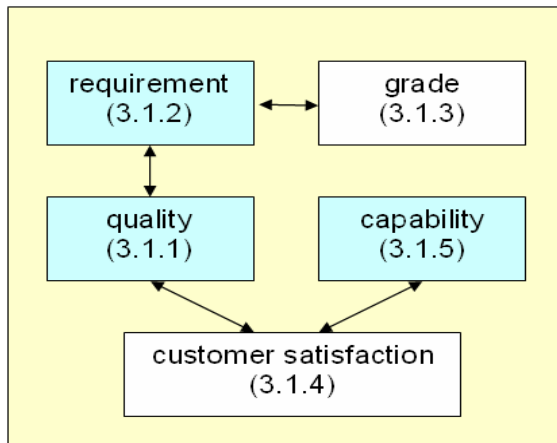 requirement
(3.1.2)
grade
(3.1.3)
quality
(3.1.1)
capability
(3.1.5)
customer satisfaction
(3.1.4)